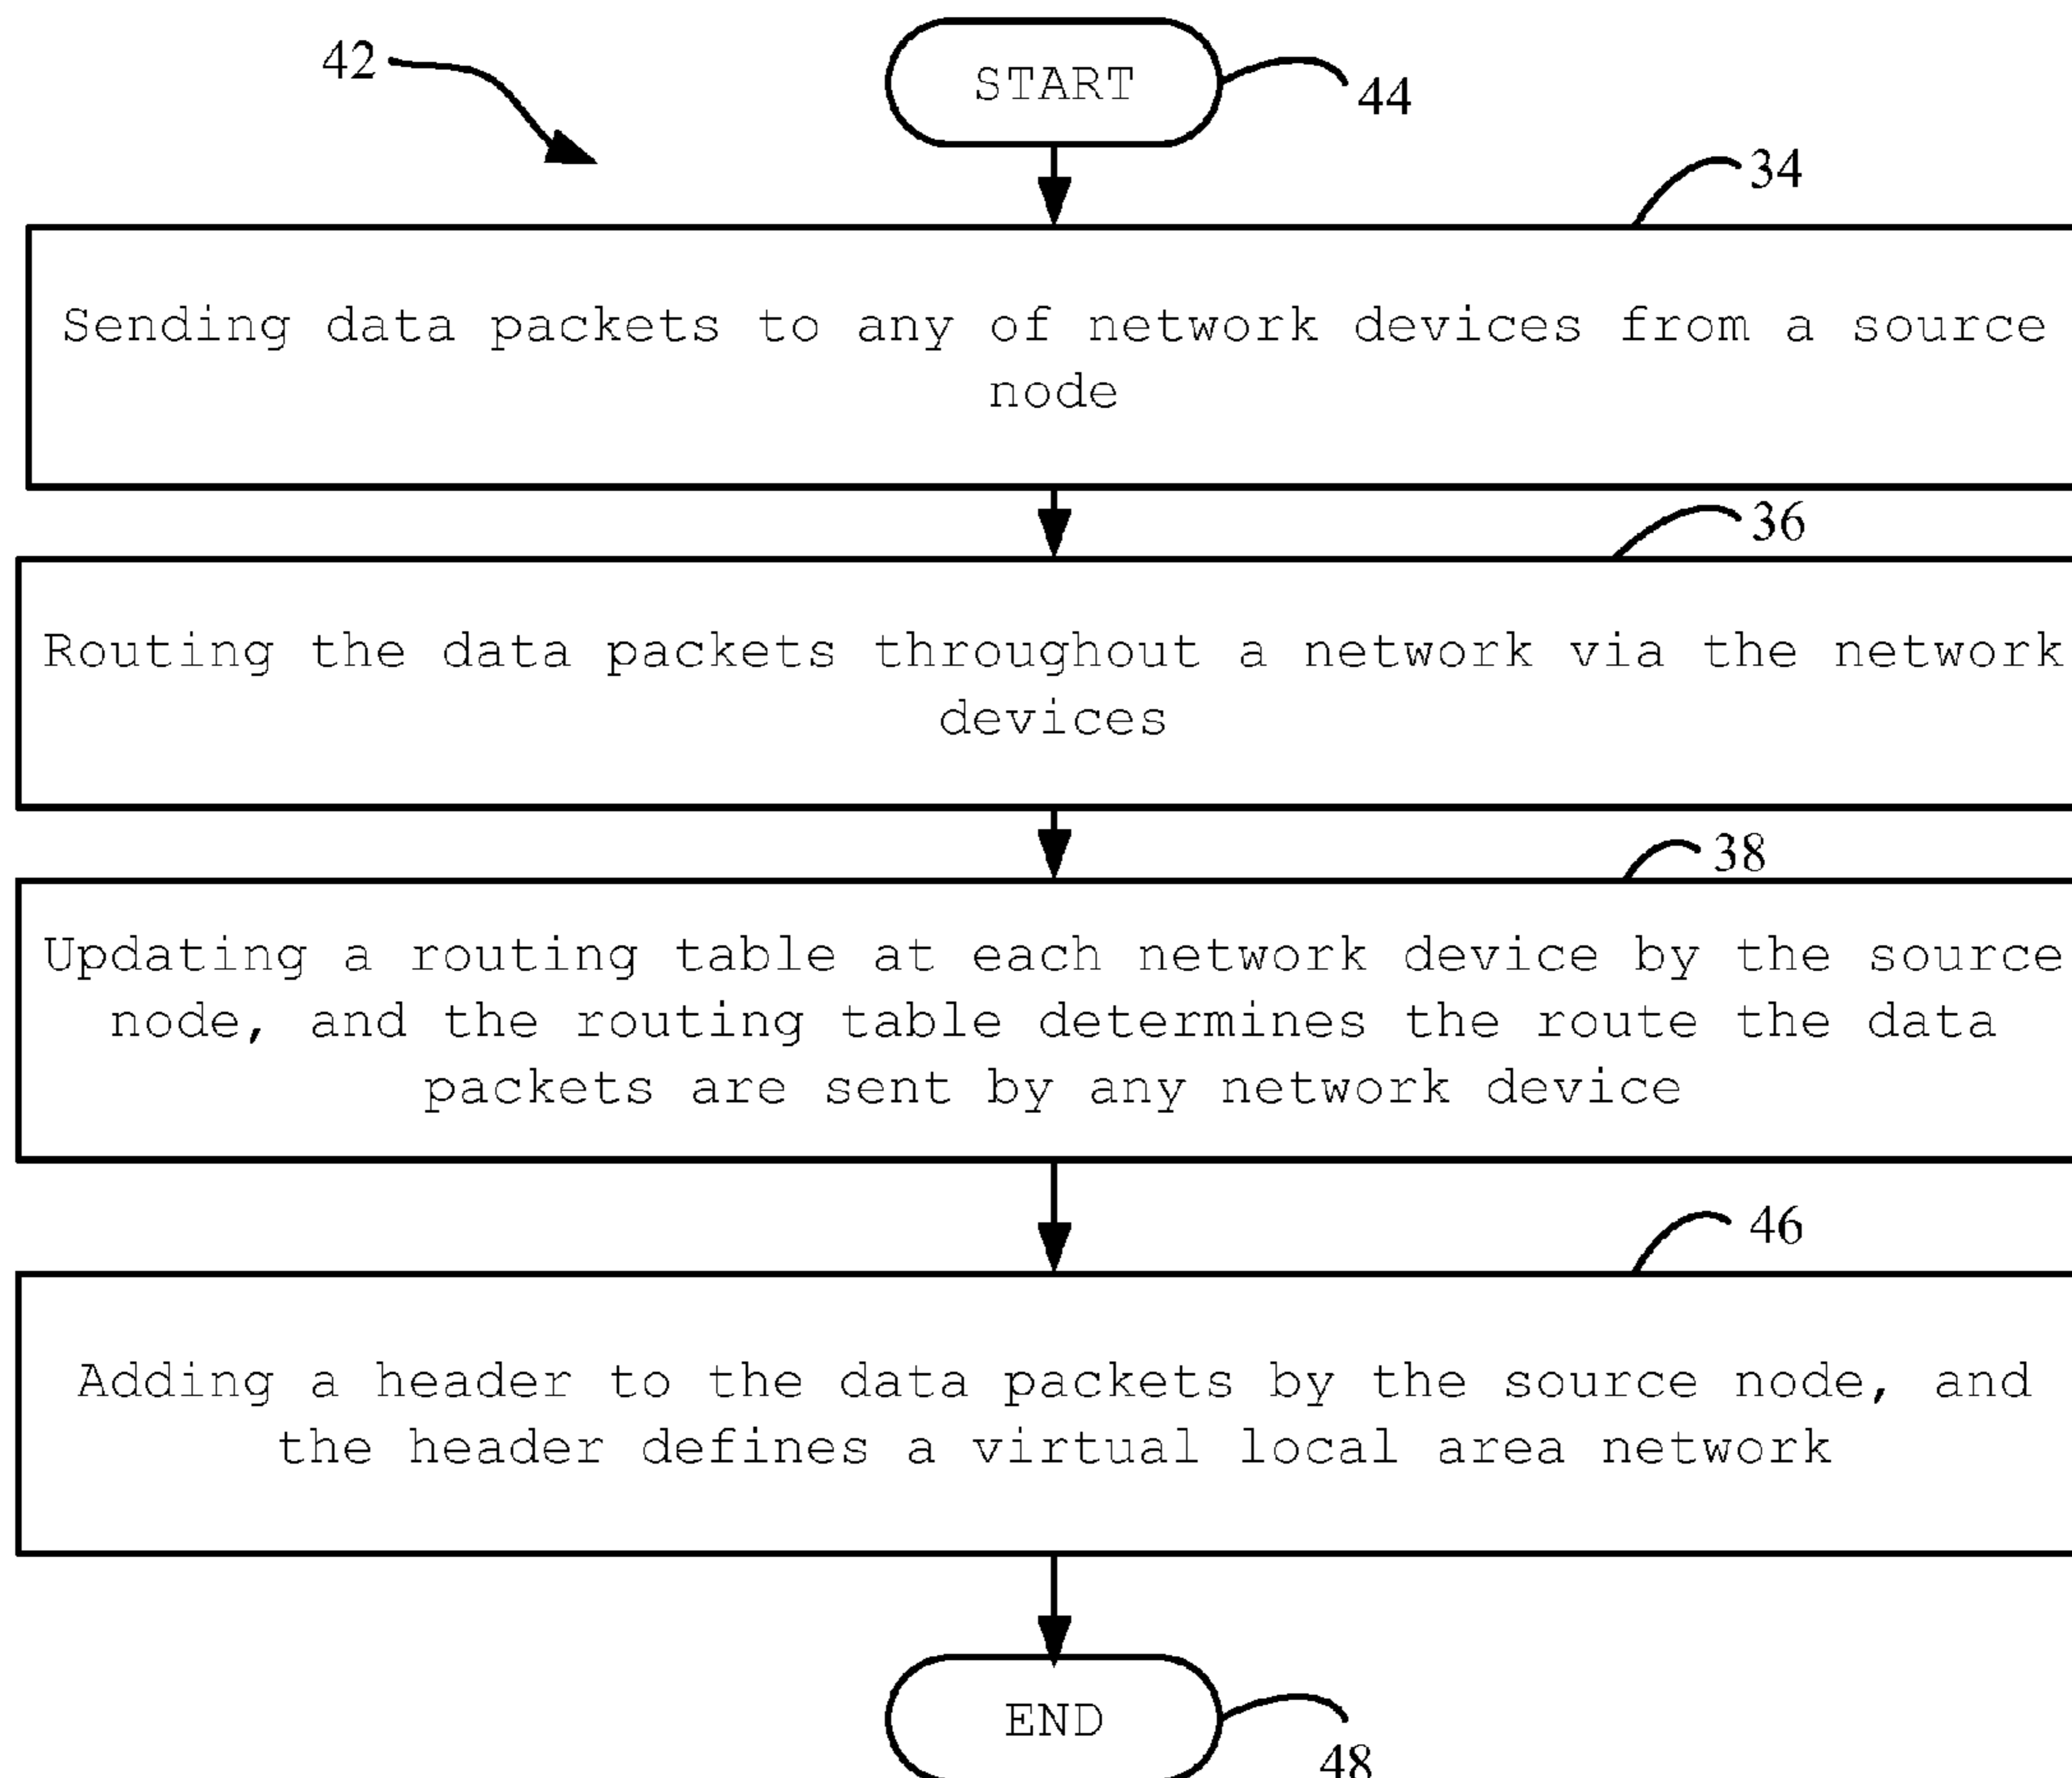 42
START
44
34
Sending data packets to any of network devices from a source
node
36
Routing the data packets throughout a network via the network
devices
38
Updating a routing table at each network device by the source
node, and the routing table determines the route the data
packets are sent by any network device
46
Adding a header to the data packets by the source node, and
the header defines a virtual local area network
END
48